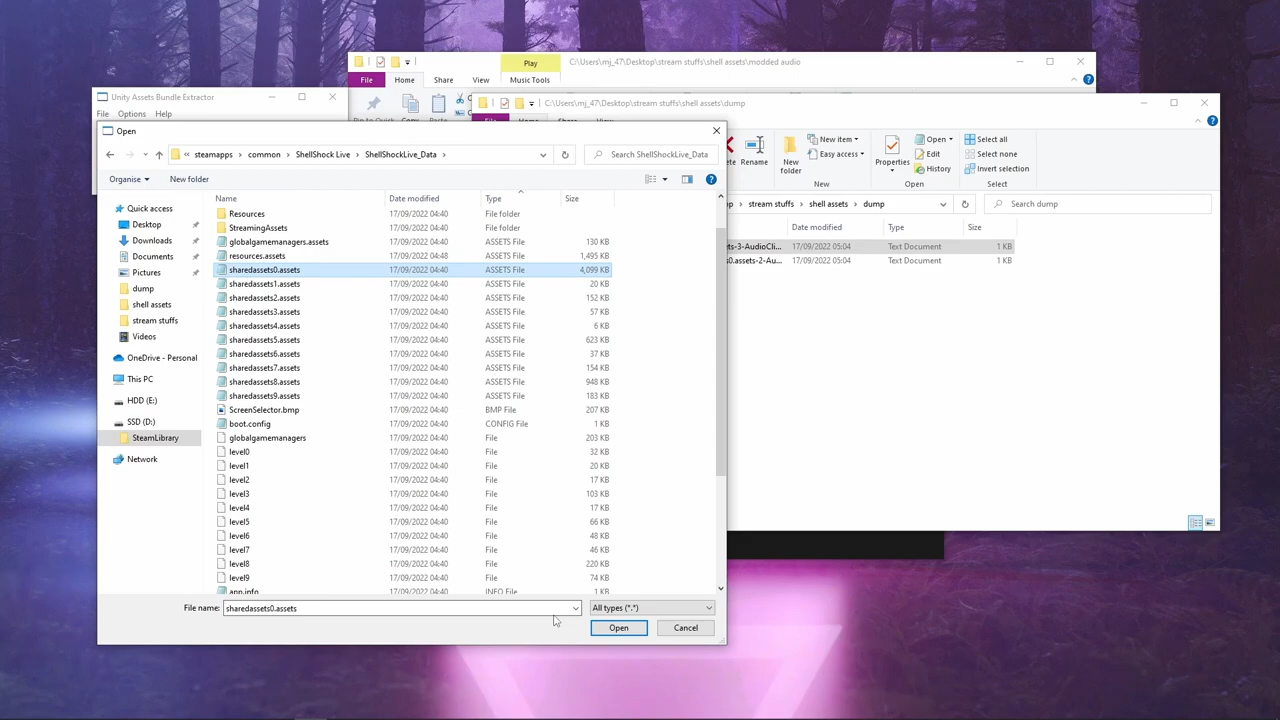 Play
C:\Users\mj_47\Desktop\stream stuffs\shell assets\modded audio
File
Home
Share
View
Music Tools
Unity Assets Bundle Extractor
File Options Help
C:\Users\mj_47\Desktop\stream stuffs\shell assets\dump
Open
steamapps > common > ShellShock Live > ShellShockLive_Data >
Search ShellShockLive_Data
Organise
New folder
Quick access
Desktop
Downloads
Documents
Pictures
dump
shell assets
stream stuffs
Videos
OneDrive - Personal
This PC
HDD (E:)
SSD (D:)
SteamLibrary
Network
Name Date modified Type Size
Resources 17/09/2022 04:40 File folder
StreamingAssets 17/09/2022 04:40 File folder
globalgamemanagers.assets 17/09/2022 04:40 ASSETS File 130 KB
resources.assets 17/09/2022 04:48 ASSETS File 1,495 KB
sharedassets0.assets 17/09/2022 04:40 ASSETS File 4,099 KB
sharedassets1.assets 17/09/2022 04:40 ASSETS File 20 KB
sharedassets2.assets 17/09/2022 04:40 ASSETS File 152 KB
sharedassets3.assets 17/09/2022 04:40 ASSETS File 57 KB
sharedassets4.assets 17/09/2022 04:40 ASSETS File 6 KB
sharedassets5.assets 17/09/2022 04:40 ASSETS File 623 KB
sharedassets6.assets 17/09/2022 04:40 ASSETS File 37 KB
sharedassets7.assets 17/09/2022 04:40 ASSETS File 154 KB
sharedassets8.assets 17/09/2022 04:40 ASSETS File 948 KB
sharedassets9.assets 17/09/2022 04:40 ASSETS File 183 KB
ScreenSelector.bmp 17/09/2022 04:40 BMP File 207 KB
boot.config 17/09/2022 04:40 CONFIG File 1 KB
globalgamemanagers 17/09/2022 04:40 File 203 KB
level0 17/09/2022 04:40 File 32 KB
level1 17/09/2022 04:40 File 20 KB
level2 17/09/2022 04:40 File 17 KB
level3 17/09/2022 04:40 File 103 KB
level4 17/09/2022 04:40 File 17 KB
level5 17/09/2022 04:40 File 66 KB
level6 17/09/2022 04:40 File 48 KB
level7 17/09/2022 04:40 File 46 KB
level8 17/09/2022 04:40 File 220 KB
level9 17/09/2022 04:40 File 74 KB
app.info 17/09/2022 04:40 INFO File 1 KB
File name: sharedassets0.assets
All types (*.*)
Open
Cancel
Rename
New folder
New item
Easy access
New
Properties
Open
Edit
History
Open
Select all
Select none
Invert selection
Select
stream stuffs > shell assets > dump
Search dump
Date modified Type Size
ets-3-AudioCli... 17/09/2022 05:04 Text Document 1 KB
s0.assets-2-Au... 17/09/2022 05:04 Text Document 1 KB